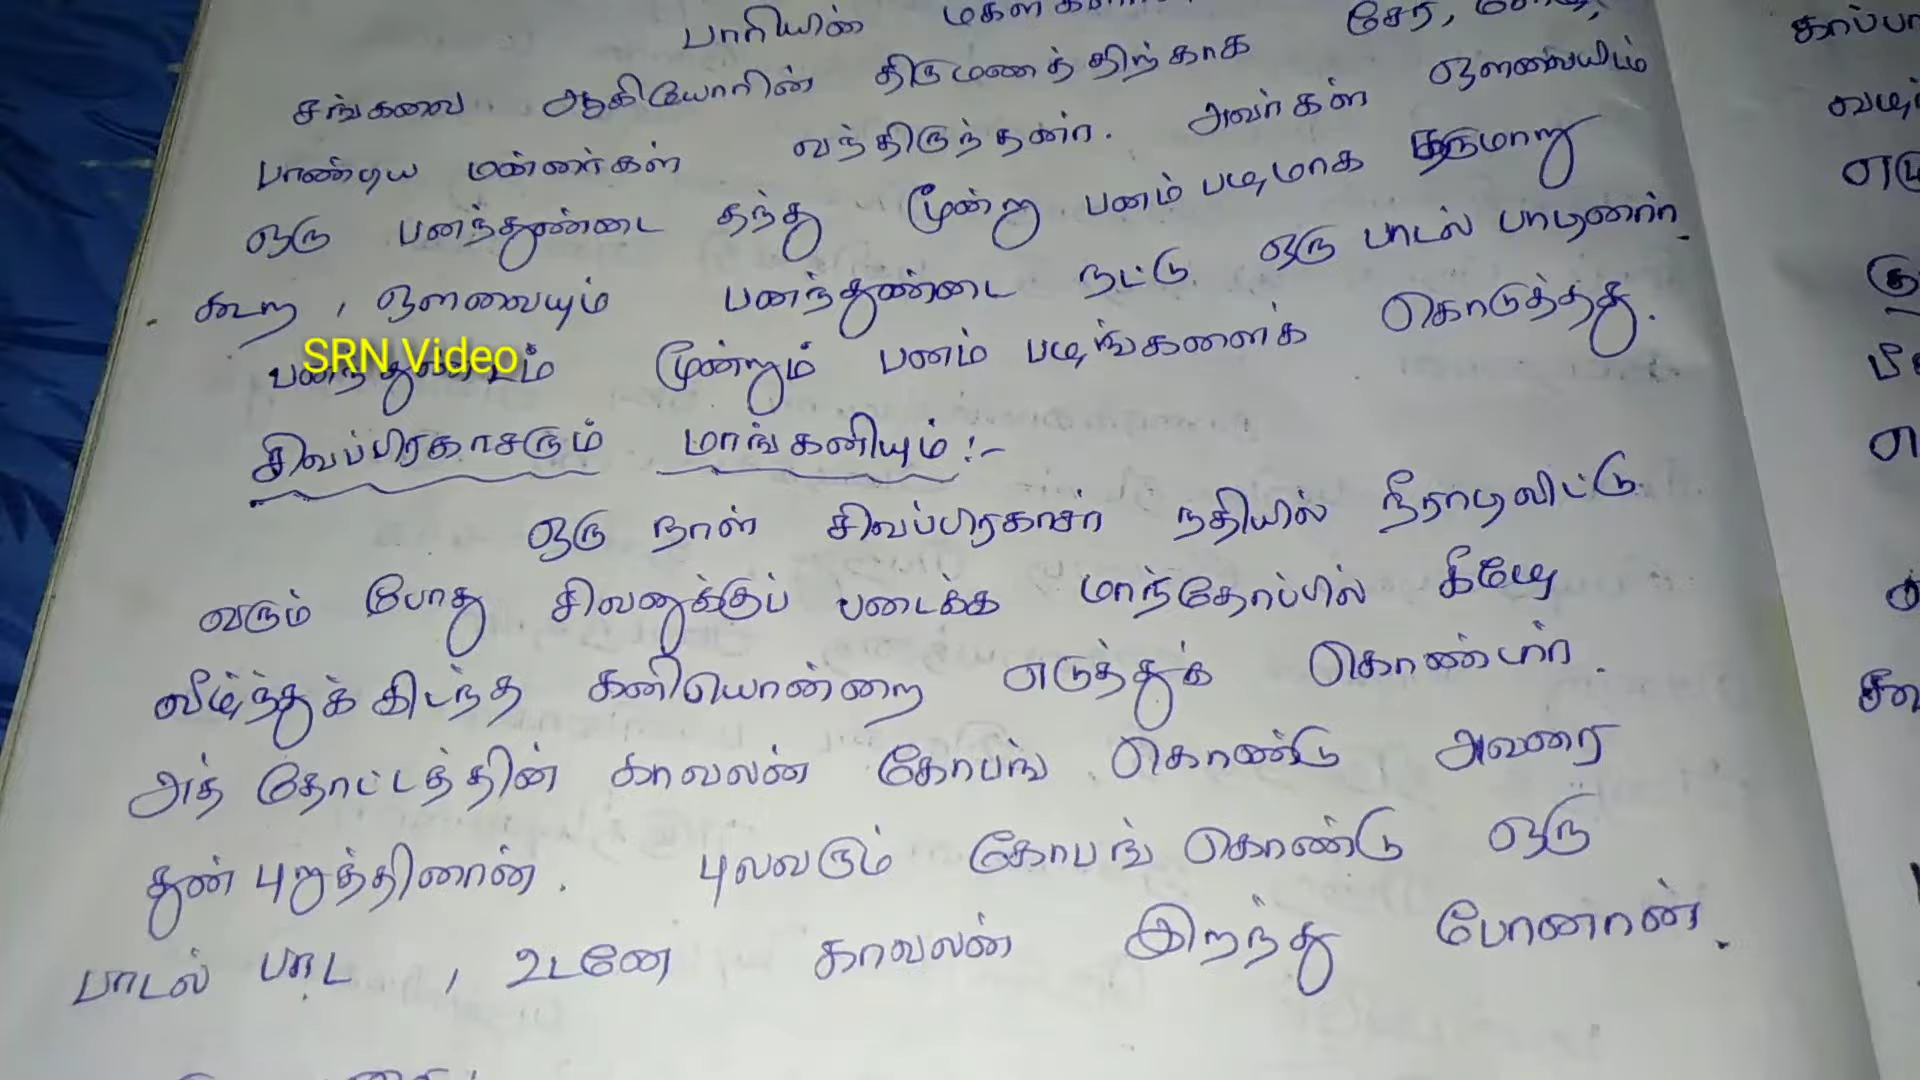 பாரியின்
சங்கவை ஆகியோரின் திருமணத்திற்காக சேர,
பாண்டிய மன்னர்கள் வந்திருந்தனர். அவர்கள் ஔவையிடம்
ஒரு பனந்துண்டை தந்து மூன்று பனம் படிமாக தருமாறு
கூற, ஔவையும் பனந்துண்டை நட்டு ஒரு பாடல் பாடினார்.
SRN Video
மூன்றும் பனம் படிங்களைக் கொடுத்தது.
சிவப்பிரகாசரும் மாங்கனியும்:-
ஒரு நாள் சிவப்பிரகாசர் நதியில் நீராடிவிட்டு
வரும் போது சிவனுக்குப் படைக்க மாந்தோப்பில் கீழே
வீழ்ந்துக் கிடந்த கனியொன்றை எடுத்துக் கொண்டார்.
அத் தோட்டத்தின் காவலன் கோபங் கொண்டு அவரை
துண்புறுத்தினான். புலவரும் கோபங் கொண்டு ஒரு
பாடல் பாட, உடனே காவலன் இறந்து போனான்.
காப்பா